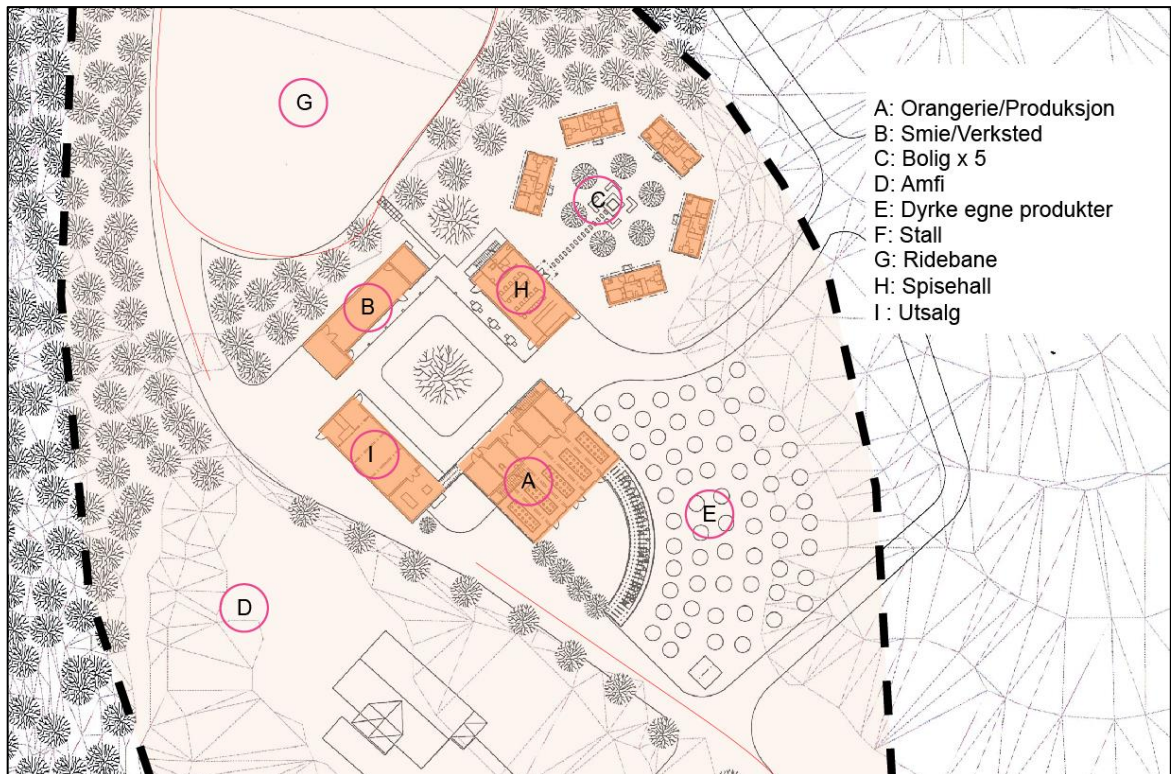 G
C
H
B
I
A
E
D
A: Orangerie/Produksjon
B: Smie/Verksted
C: Bolig x 5
D: Amfi
E: Dyrke egne produkter
F: Stall
G: Ridebane
H: Spisehall
I : Utsalg